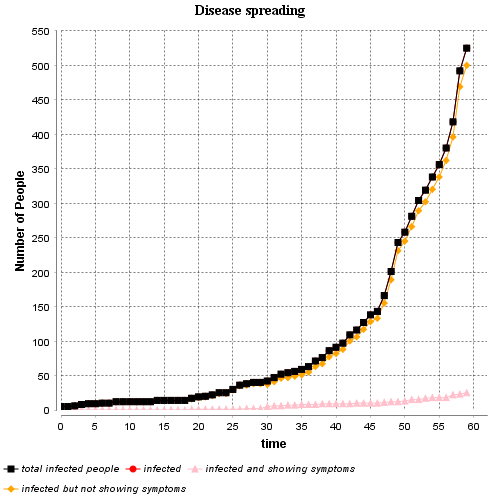 Disease spreading
Number of People
550
500
450
400
350
300
250
200
150
100
50
0
0 5 10 15 20 25 30 35 40 45 50 55 60
time
total infected people infected infected and showing symptoms
infected but not showing symptoms